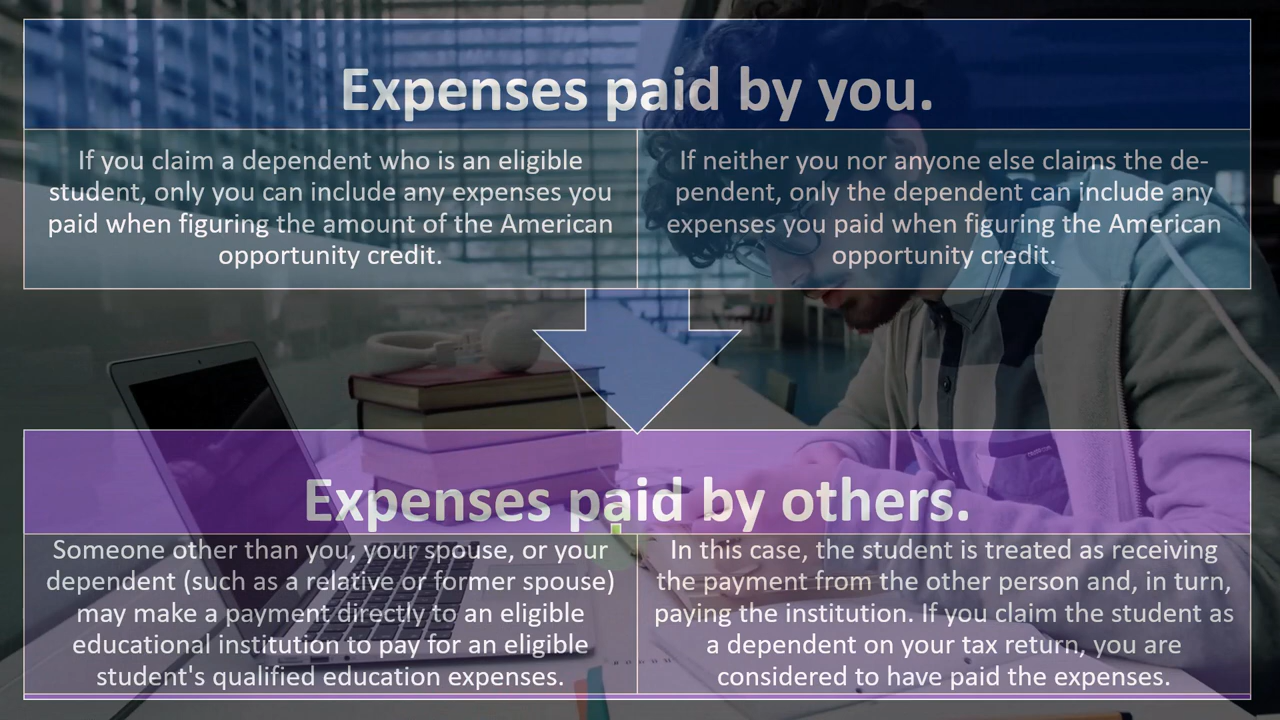 Expenses paid by you.
If you claim a dependent who is an eligible
student, only you can include any expenses you
paid when figuring the amount of the American
opportunity credit.
If neither you nor anyone else claims the de-
pendent, only the dependent can include any
expenses you paid when figuring the American
opportunity credit.
Expenses paid by others.
Someone other than you, your spouse, or your
dependent (such as a relative or former spouse)
may make a payment directly to an eligible
educational institution to pay for an eligible
student's qualified education expenses.
In this case, the student is treated as receiving
the payment from the other person and, in turn,
paying the institution. If you claim the student as
a dependent on your tax return, you are
considered to have paid the expenses.